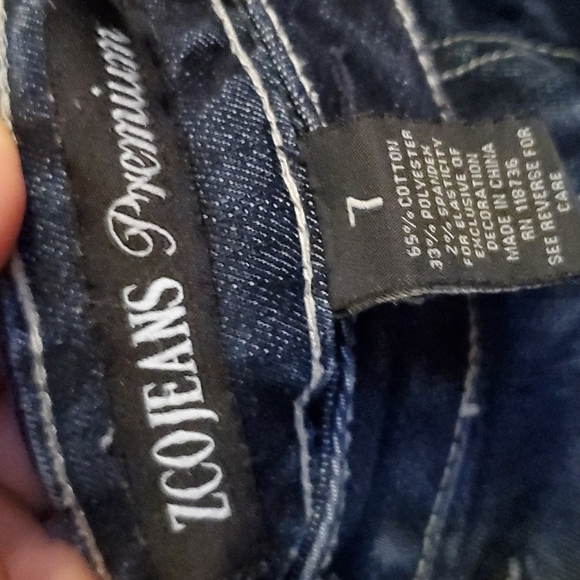 ZCOJEANS Premium
7
65% COTTON
33% POLYESTER
2% SPANDEX
EXCLUSIVE OF
DECORATION
MADE IN CHINA
RN 118736
SEE REVERSE FOR
CARE